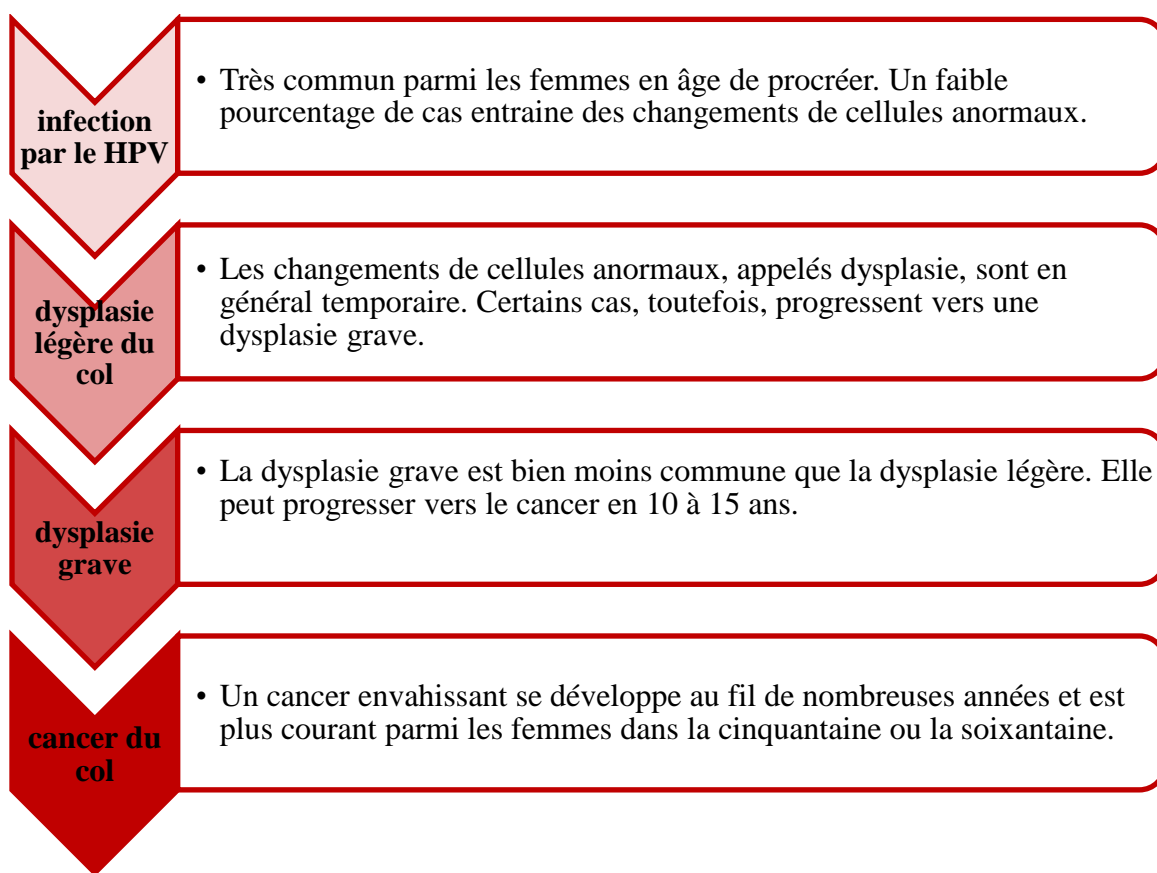 infection
par le HPV
• Très commun parmi les femmes en âge de procréer. Un faible
pourcentage de cas entraine des changements de cellules anormaux.
dysplasie
légère du
col
• Les changements de cellules anormaux, appelés dysplasie, sont en
général temporaire. Certains cas, toutefois, progressent vers une
dysplasie grave.
dysplasie
grave
• La dysplasie grave est bien moins commune que la dysplasie légère. Elle
peut progresser vers le cancer en 10 à 15 ans.
cancer du
col
• Un cancer envahissant se développe au fil de nombreuses années et est
plus courant parmi les femmes dans la cinquantaine ou la soixantaine.